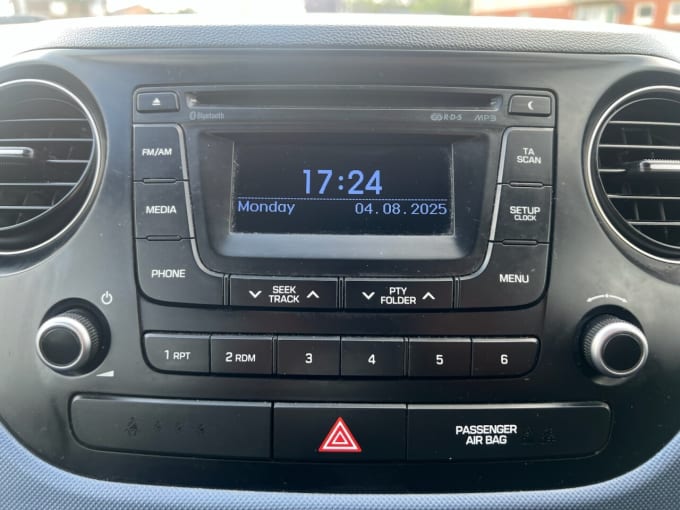 Bluetooth
R·D·S
MP3
FM/AM
TA
SCAN
17:24
Monday 04.08.2025
MEDIA
SETUP
CLOCK
PHONE
SEEK
TRACK
PTY
FOLDER
MENU
1 RPT
2 RDM
3
4
5
6
PASSENGER
AIR BAG